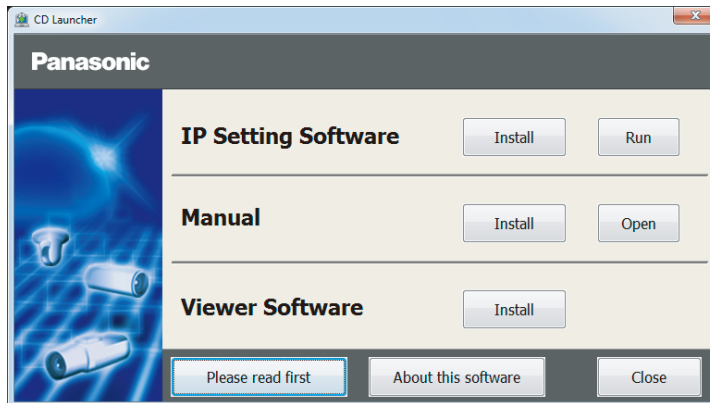 CD Launcher
Panasonic
IP Setting Software Install Run
Manual Install Open
Viewer Software Install
Please read first About this software Close